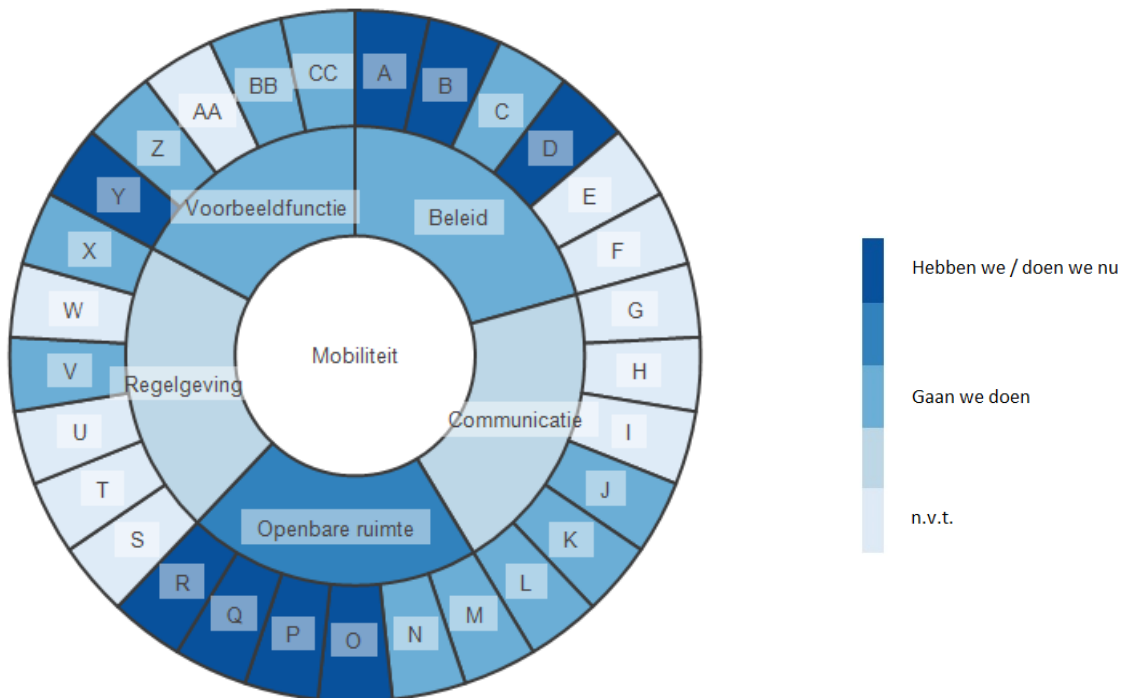 A
B
C
D
E
F
G
H
I
J
K
L
M
N
O
P
Q
R
S
T
U
V
W
X
Y
Z
AA
BB
CC
Voorbeeldfunctie
Beleid
Communicatie
Openbare ruimte
Regelgeving
Mobiliteit
Hebben we / doen we nu
Gaan we doen
n.v.t.